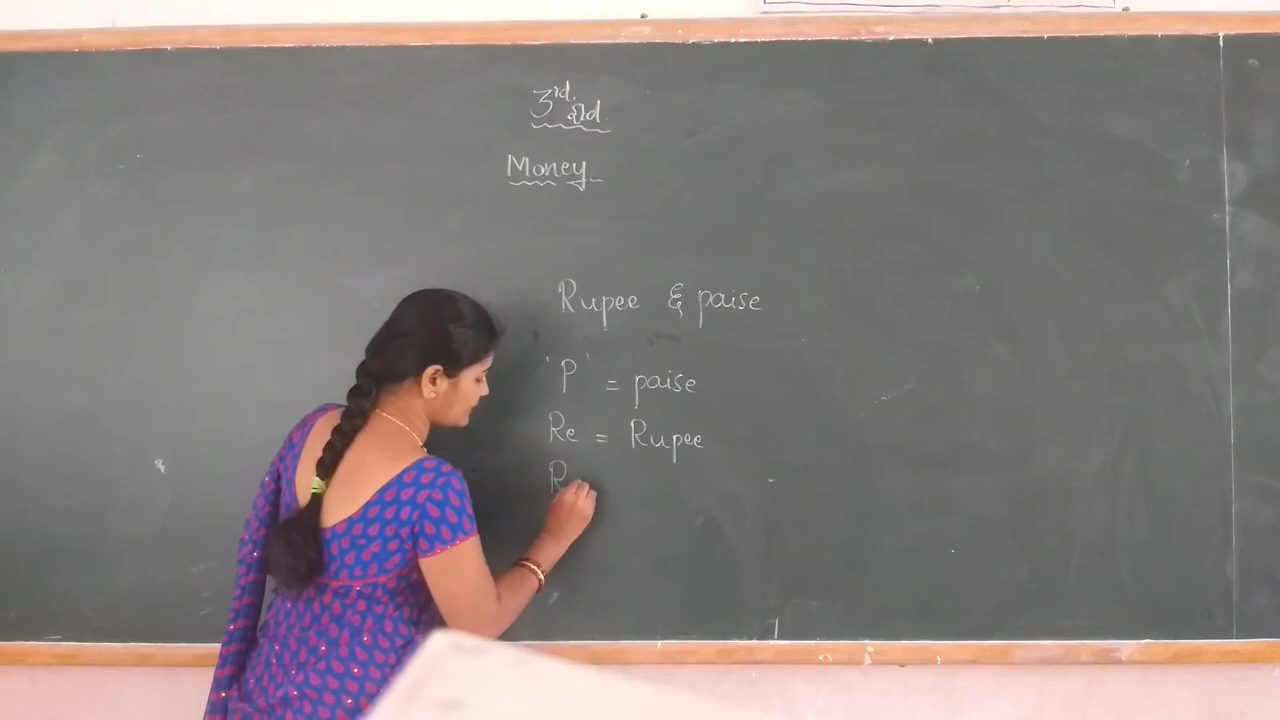 3rd Std
Money
Rupee & paise
'P' = paise
Re = Rupee
R